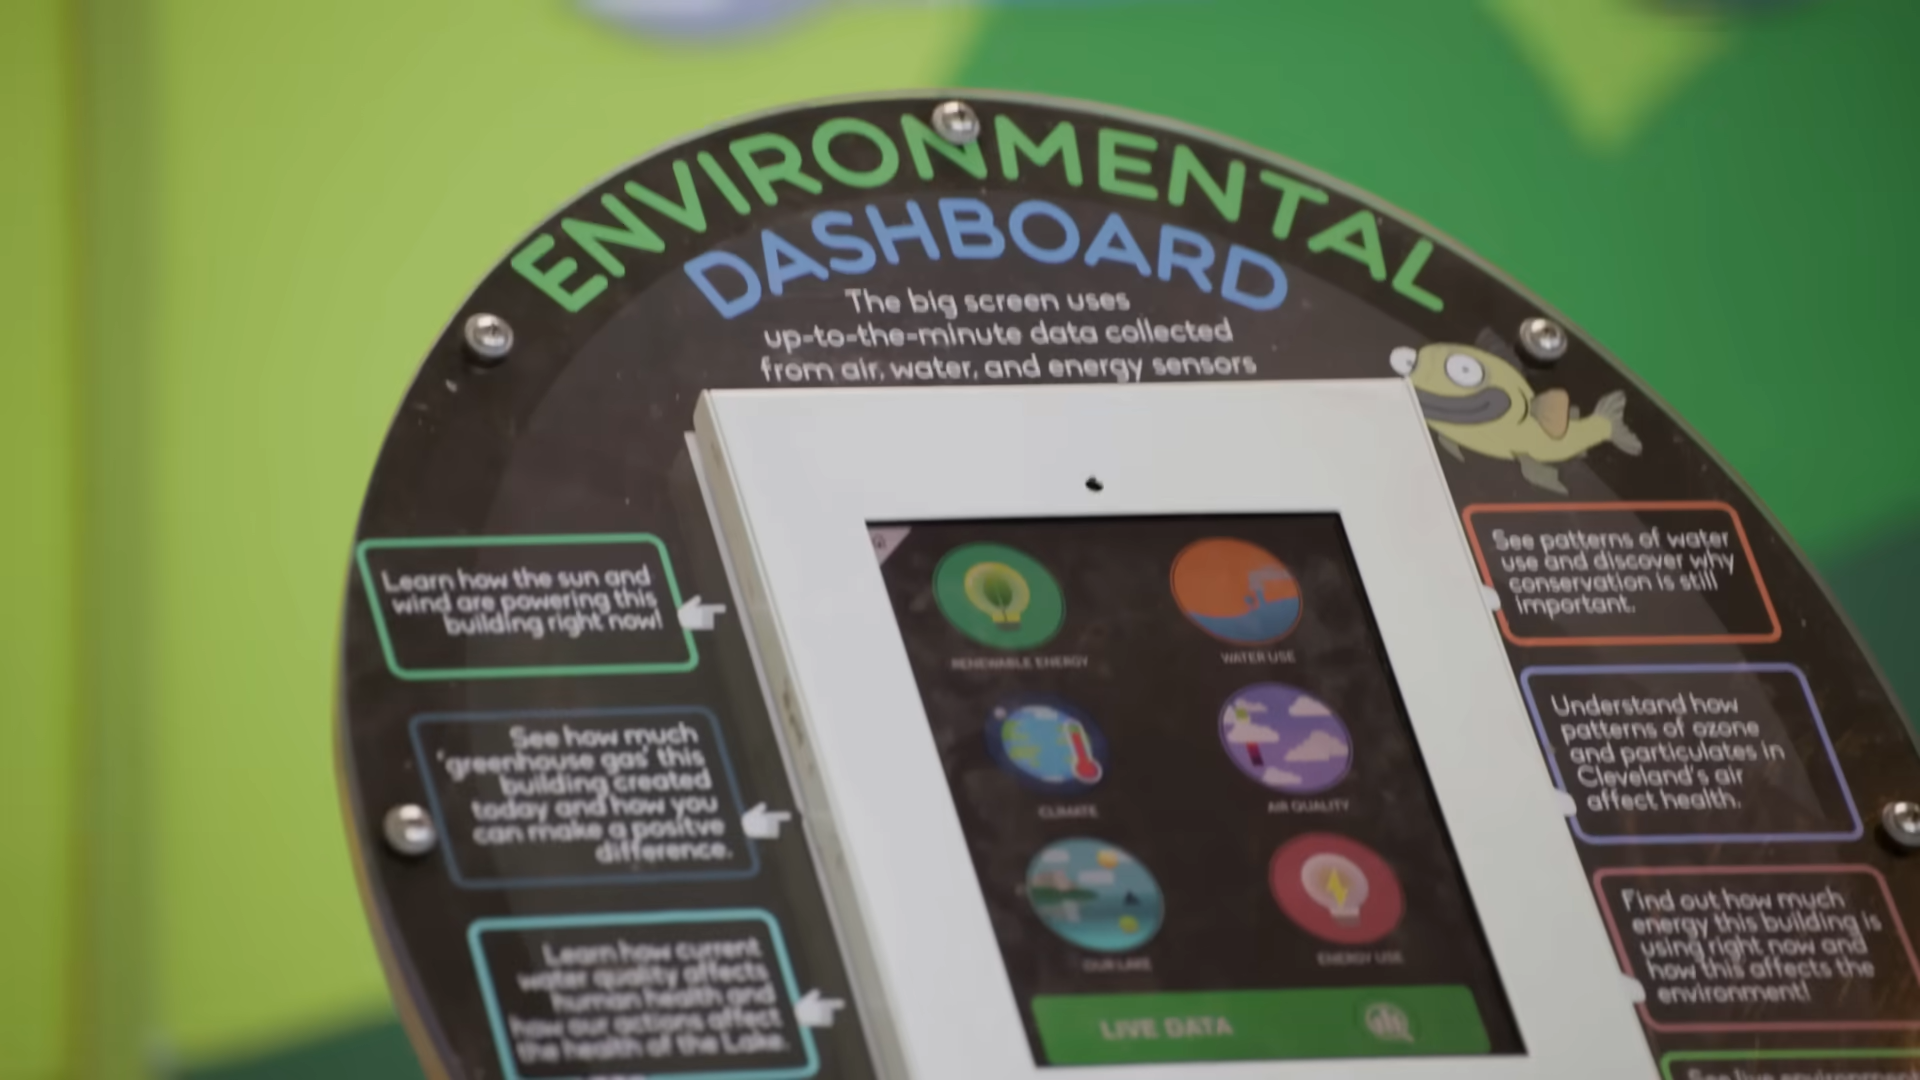 ENVIRONMENTAL
DASHBOARD
The big screen uses
up-to-the-minute data collected
from air, water, and energy sensors
Learn how the sun and
wind are powering this
building right now!
See how much
'greenhouse gas' this
building created
today and how you
can make a positve
difference.
Learn how current
water quality affects
human health and
how our actions affect
the health of the Lake.
RENEWABLE ENERGY
WATER USE
CLIMATE
AIR QUALITY
OUR LAKE
ENERGY USE
LIVE DATA
See patterns of water
use and discover why
conservation is still
important.
Understand how
patterns of ozone
and particulates in
Cleveland's air
affect health.
Find out how much
energy this building is
using right now and
how this affects the
environment!
See live